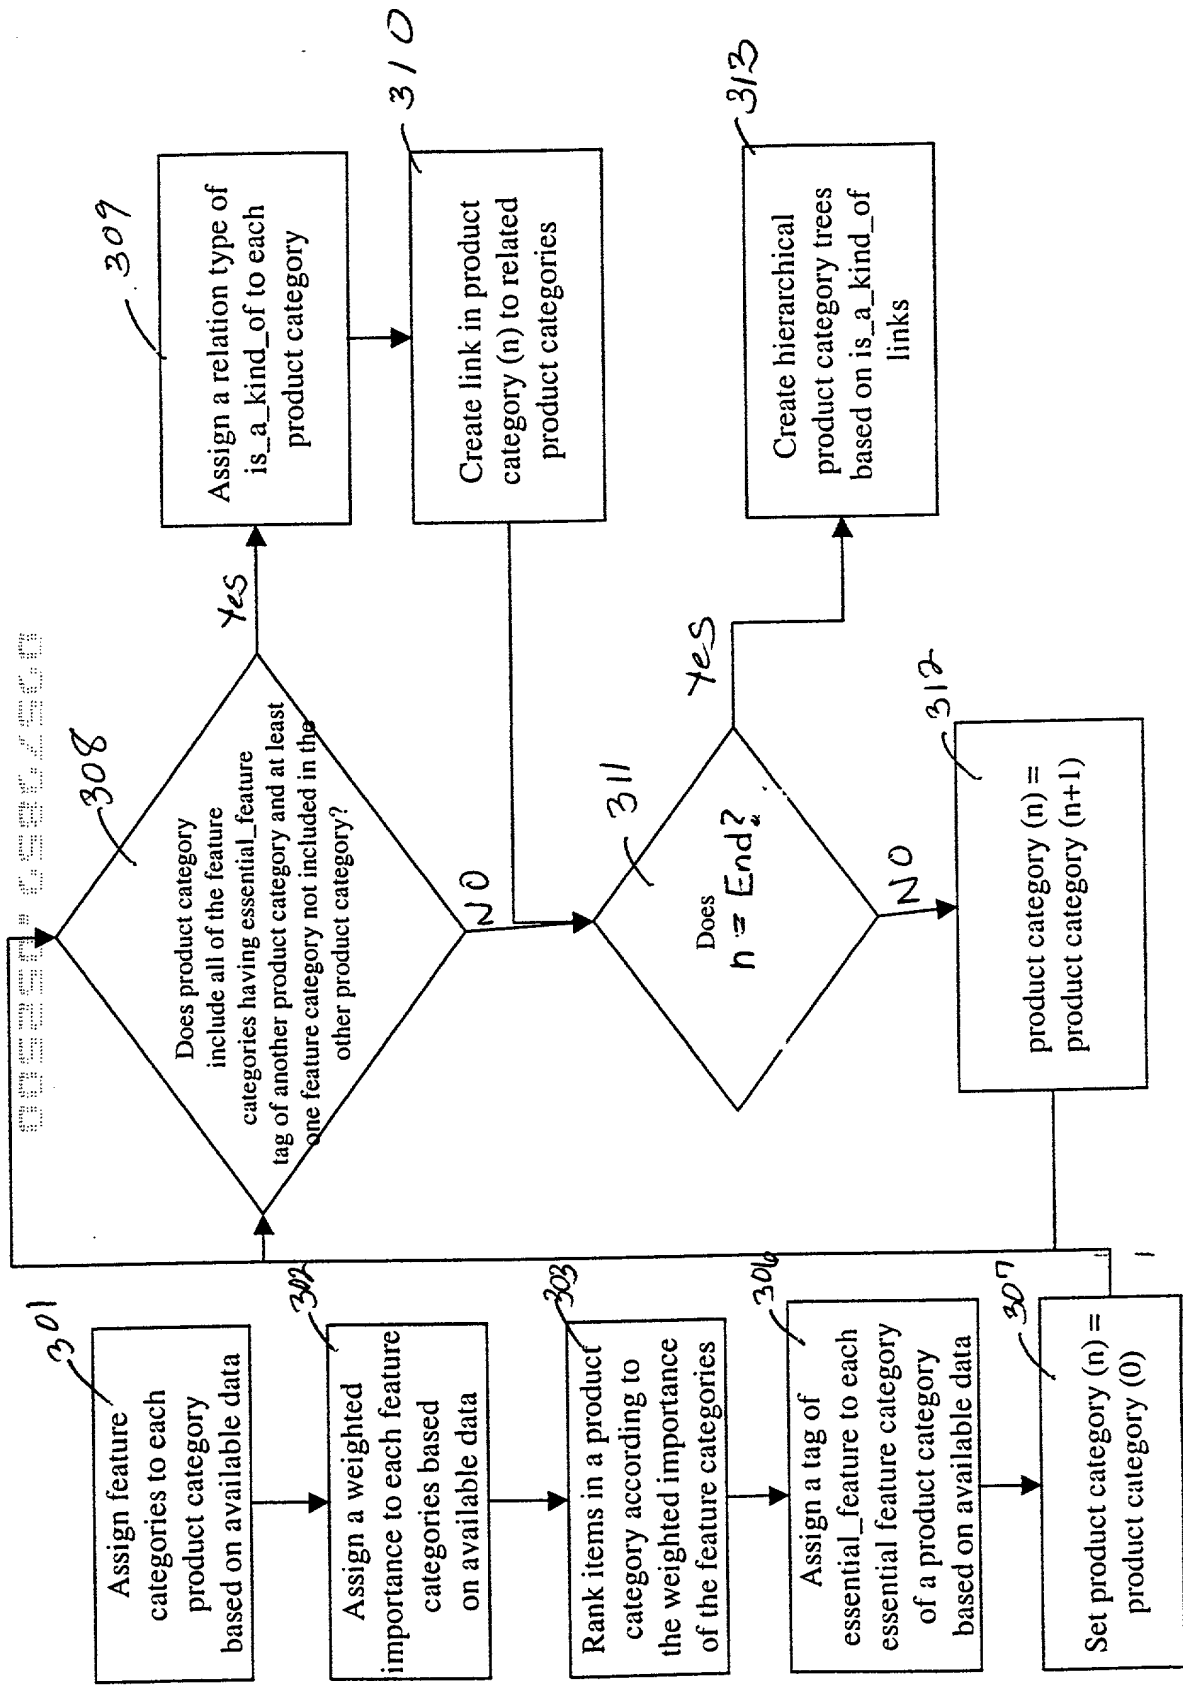 301
Assign feature
categories to each
product category
based on available data
302
Assign a weighted
importance to each feature
categories based
on available data
303
Rank items in a product
category according to
the weighted importance
of the feature categories
306
Assign a tag of
essential_feature to each
essential feature category
of a product category
based on available data
307
Set product category (n) =
product category (0)
308
Does product category
include all of the feature
categories having essential_feature
tag of another product category and at least
one feature category not included in the
other product category?
Yes
NO
309
Assign a relation type of
is_a_kind_of to each
product category
310
Create link in product
category (n) to related
product categories
311
Does
n = End?
Yes
NO
312
product category (n) =
product category (n+1)
313
Create hierarchical
product category trees
based on is_a_kind_of
links